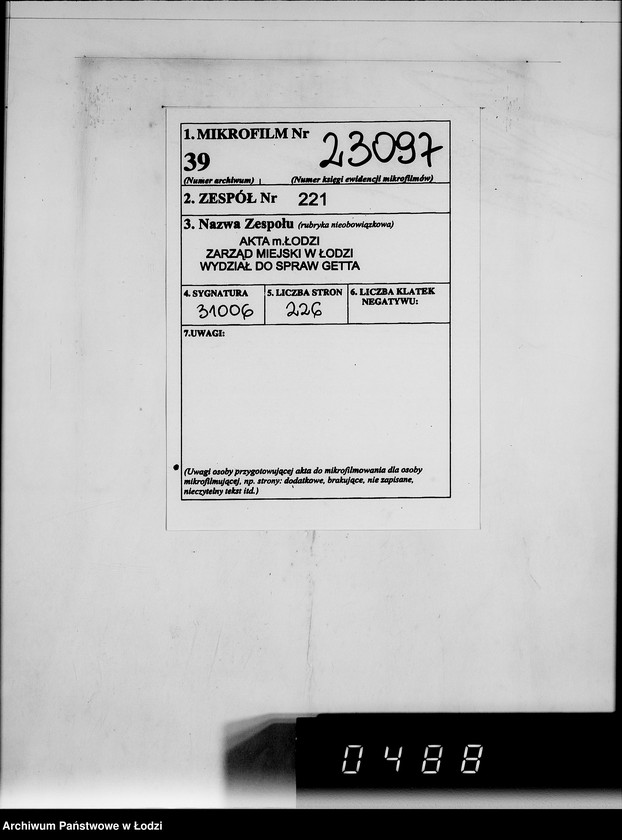 1. MIKROFILM Nr
23097
39
(Numer archiwum)
(Numer księgi ewidencji mikrofilmów)
2. ZESPÓŁ Nr 221
3. Nazwa Zespołu (rubryka nieobowiązkowa)
AKTA m.ŁODZI
ZARZĄD MIEJSKI W ŁODZI
WYDZIAŁ DO SPRAW GETTA
4. SYGNATURA
31006
5. LICZBA STRON
226
6. LICZBA KLATEK
NEGATYWU:
7.UWAGI:
(Uwagi osoby przygotowującej akta do mikrofilmowania dla osoby
mikrofilmującej, np. strony: dodatkowe, brakujące, nie zapisane,
nieczytelny tekst itd.)
0488
Archiwum Państwowe w Łodzi